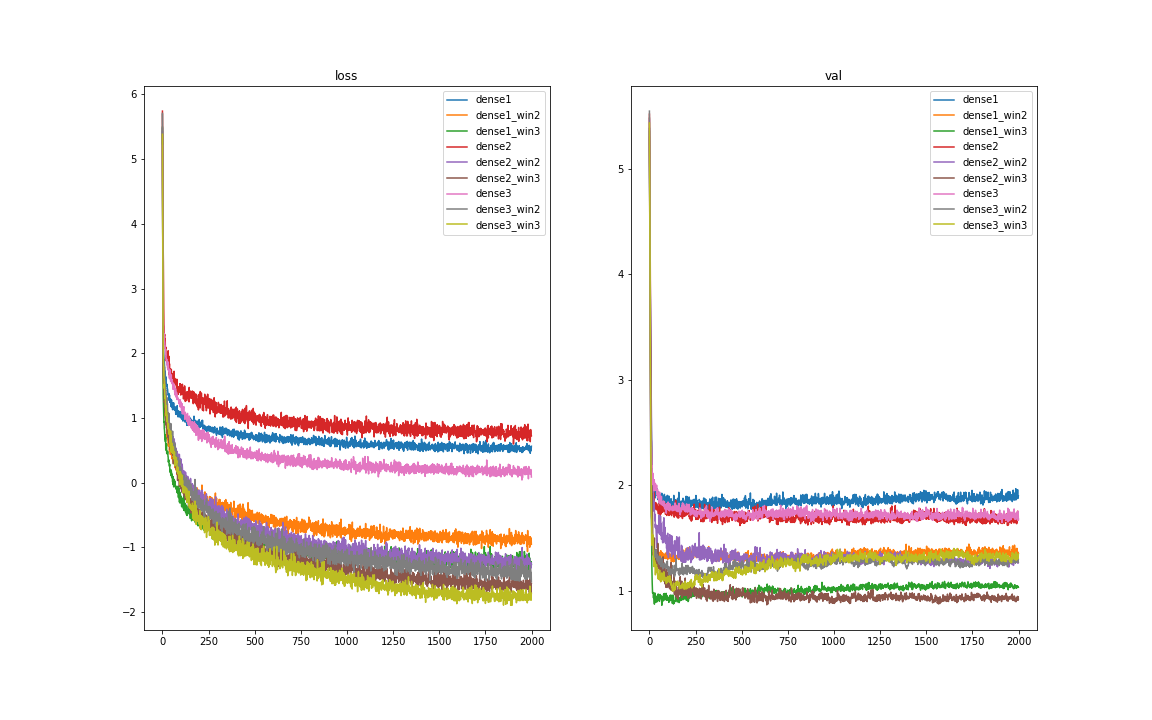 loss
6
5
4
3
2
1
0
−1
−2
0
250
500
750
1000
1250
1500
1750
2000
dense1
dense1_win2
dense1_win3
dense2
dense2_win2
dense2_win3
dense3
dense3_win2
dense3_win3
val
5
4
3
2
1
0
250
500
750
1000
1250
1500
1750
2000
dense1
dense1_win2
dense1_win3
dense2
dense2_win2
dense2_win3
dense3
dense3_win2
dense3_win3